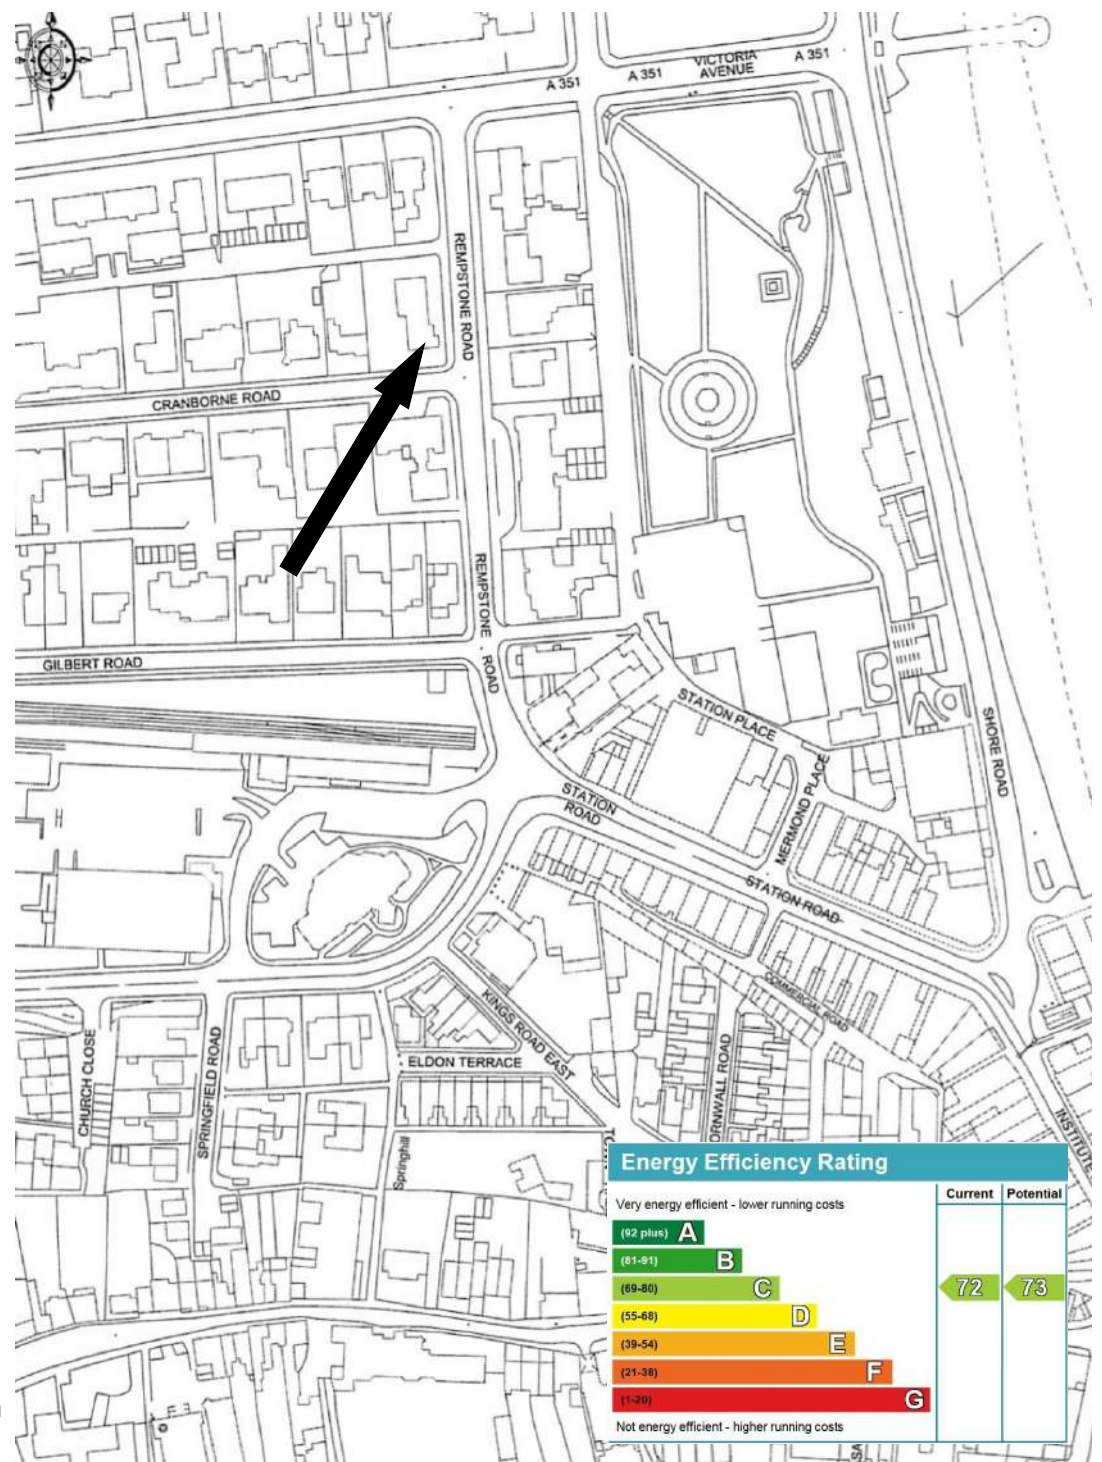 A 351
A 351
VICTORIA
AVENUE
A 351
REMPSTONE ROAD
CRANBORNE ROAD
REMPSTONE ROAD
GILBERT ROAD
STATION PLACE
SHORE ROAD
MERMOND PLACE
STATION
ROAD
STATION ROAD
COMMERCIAL ROAD
KINGS ROAD EAST
CHURCH CLOSE
SPRINGFIELD ROAD
ELDON TERRACE
ORNWALL ROAD
INSTITUTE
Springhill
Energy Efficiency Rating
Current Potential
Very energy efficient - lower running costs
(92 plus) A
(81-91) B
(69-80) C 72 73
(55-68) D
(39-54) E
(21-38) F
(1-20) G
Not energy efficient - higher running costs